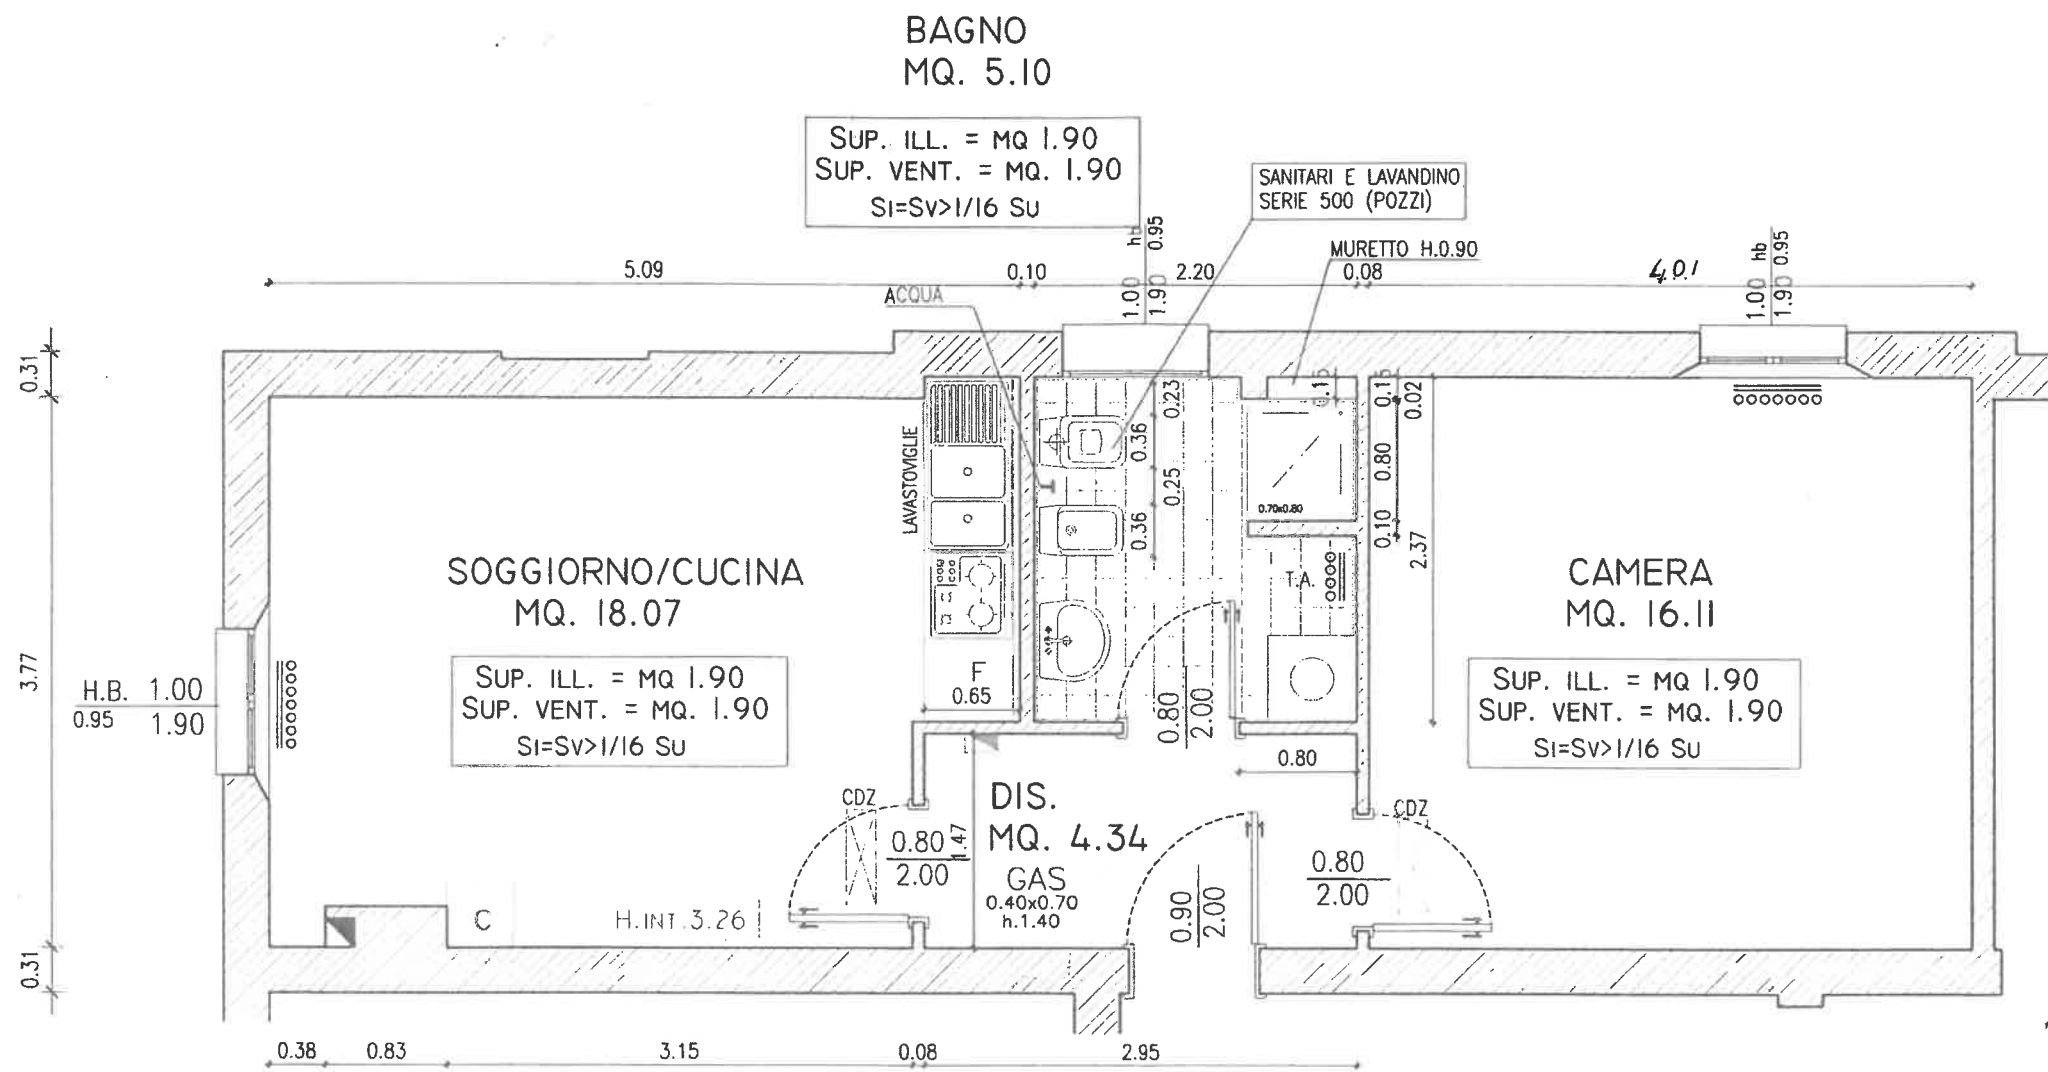 BAGNO
MQ. 5.10
SUP. ILL. = MQ 1.90
SUP. VENT. = MQ. 1.90
SI=SV>1/16 SU
SANITARI E LAVANDINO
SERIE 500 (POZZI)
MURETTO H.0.90
hb
0.95
1.00
1.90
hb
0.95
1.00
1.90
5.09
0.10
2.20
0.08
4.01
ACQUA
0.31
3.77
0.31
LAVASTOVIGLIE
0.23
0.36
0.25
0.36
0.15
0.15
0.02
0.80
0.10
2.37
0.70x0.80
T.A.
SOGGIORNO/CUCINA
MQ. 18.07
SUP. ILL. = MQ 1.90
SUP. VENT. = MQ. 1.90
SI=SV>1/16 SU
H.B. 1.00
0.95 1.90
F
0.65
0.80
2.00
CAMERA
MQ. 16.11
SUP. ILL. = MQ 1.90
SUP. VENT. = MQ. 1.90
SI=SV>1/16 SU
0.80
CDZ
0.80
2.00
1.47
DIS.
MQ. 4.34
GAS
0.40x0.70
h.1.40
0.90
2.00
CDZ
0.80
2.00
C
H.INT.3.26
0.38
0.83
3.15
0.08
2.95